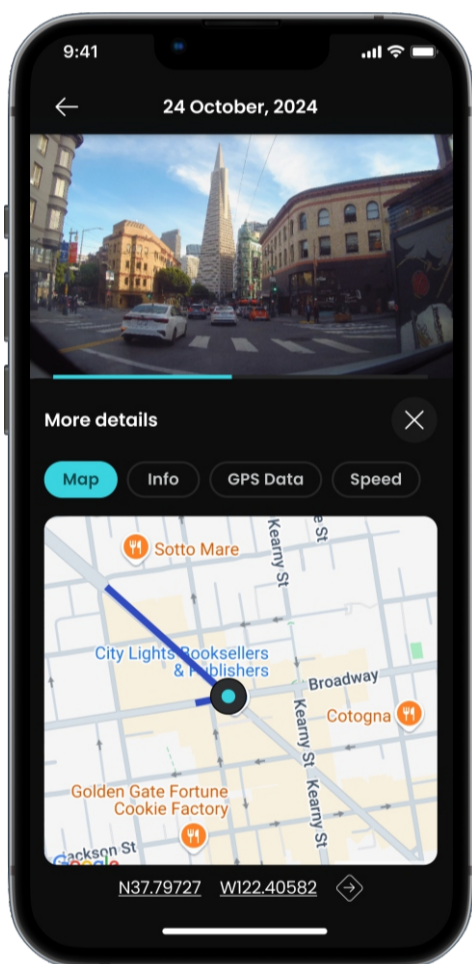 9:41
24 October, 2024
More details
Map
Info
GPS Data
Speed
Kearny St
e St
Sotto Mare
City Lights Booksellers
& Publishers
Broadway
Kearny St
Cotogna
Golden Gate Fortune
Cookie Factory
Kearny St
Jackson St
Google
N37.79727 W122.40582